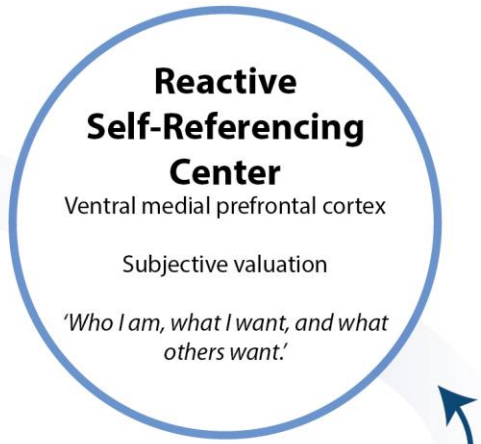 Reactive
Self-Referencing
Center
Ventral medial prefrontal cortex
Subjective valuation
‘Who I am, what I want, and what
others want.’